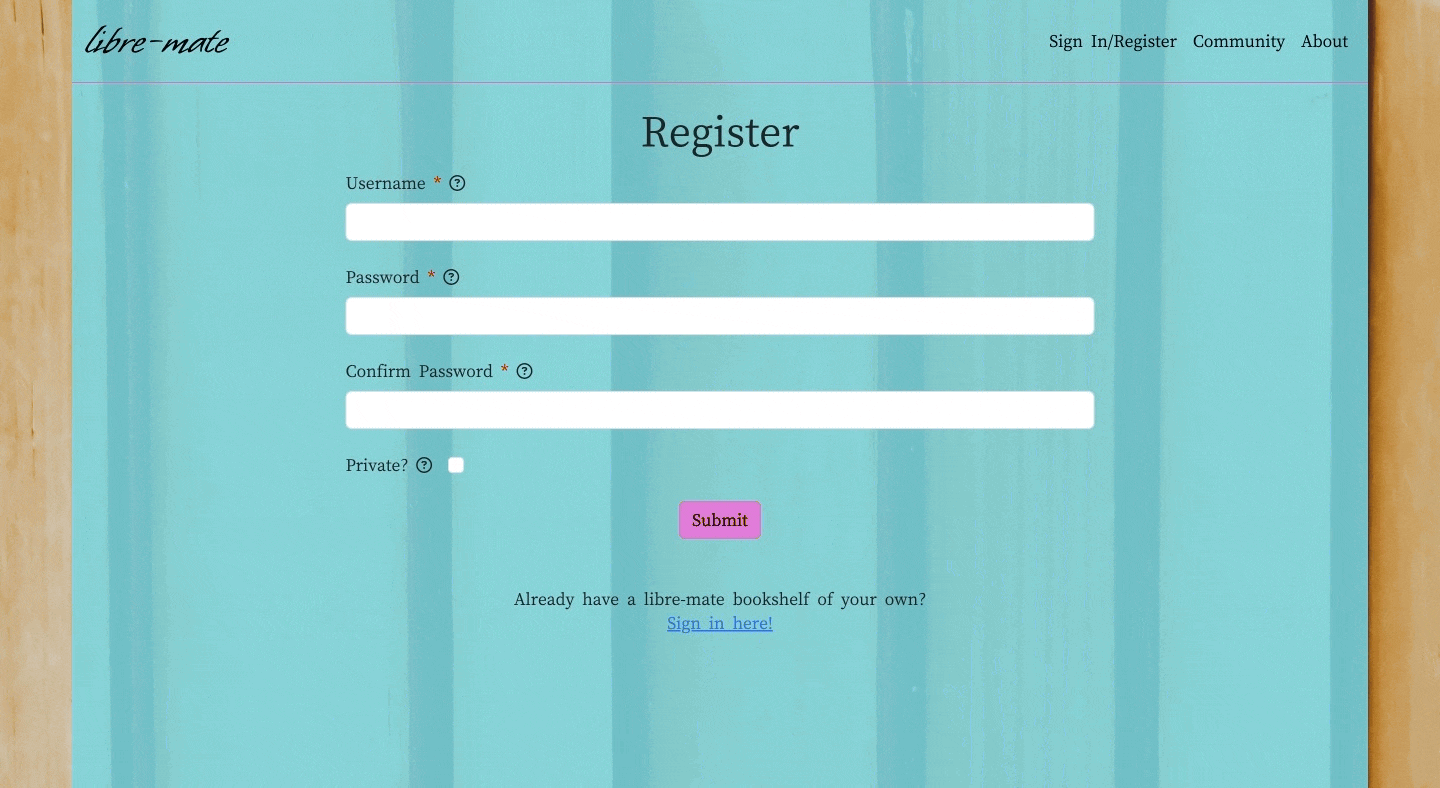 libre-mate
Sign In/Register Community About
Register
Username * ?
Password * ?
Confirm Password * ?
Private? ?
Submit
Already have a libre-mate bookshelf of your own?
Sign in here!